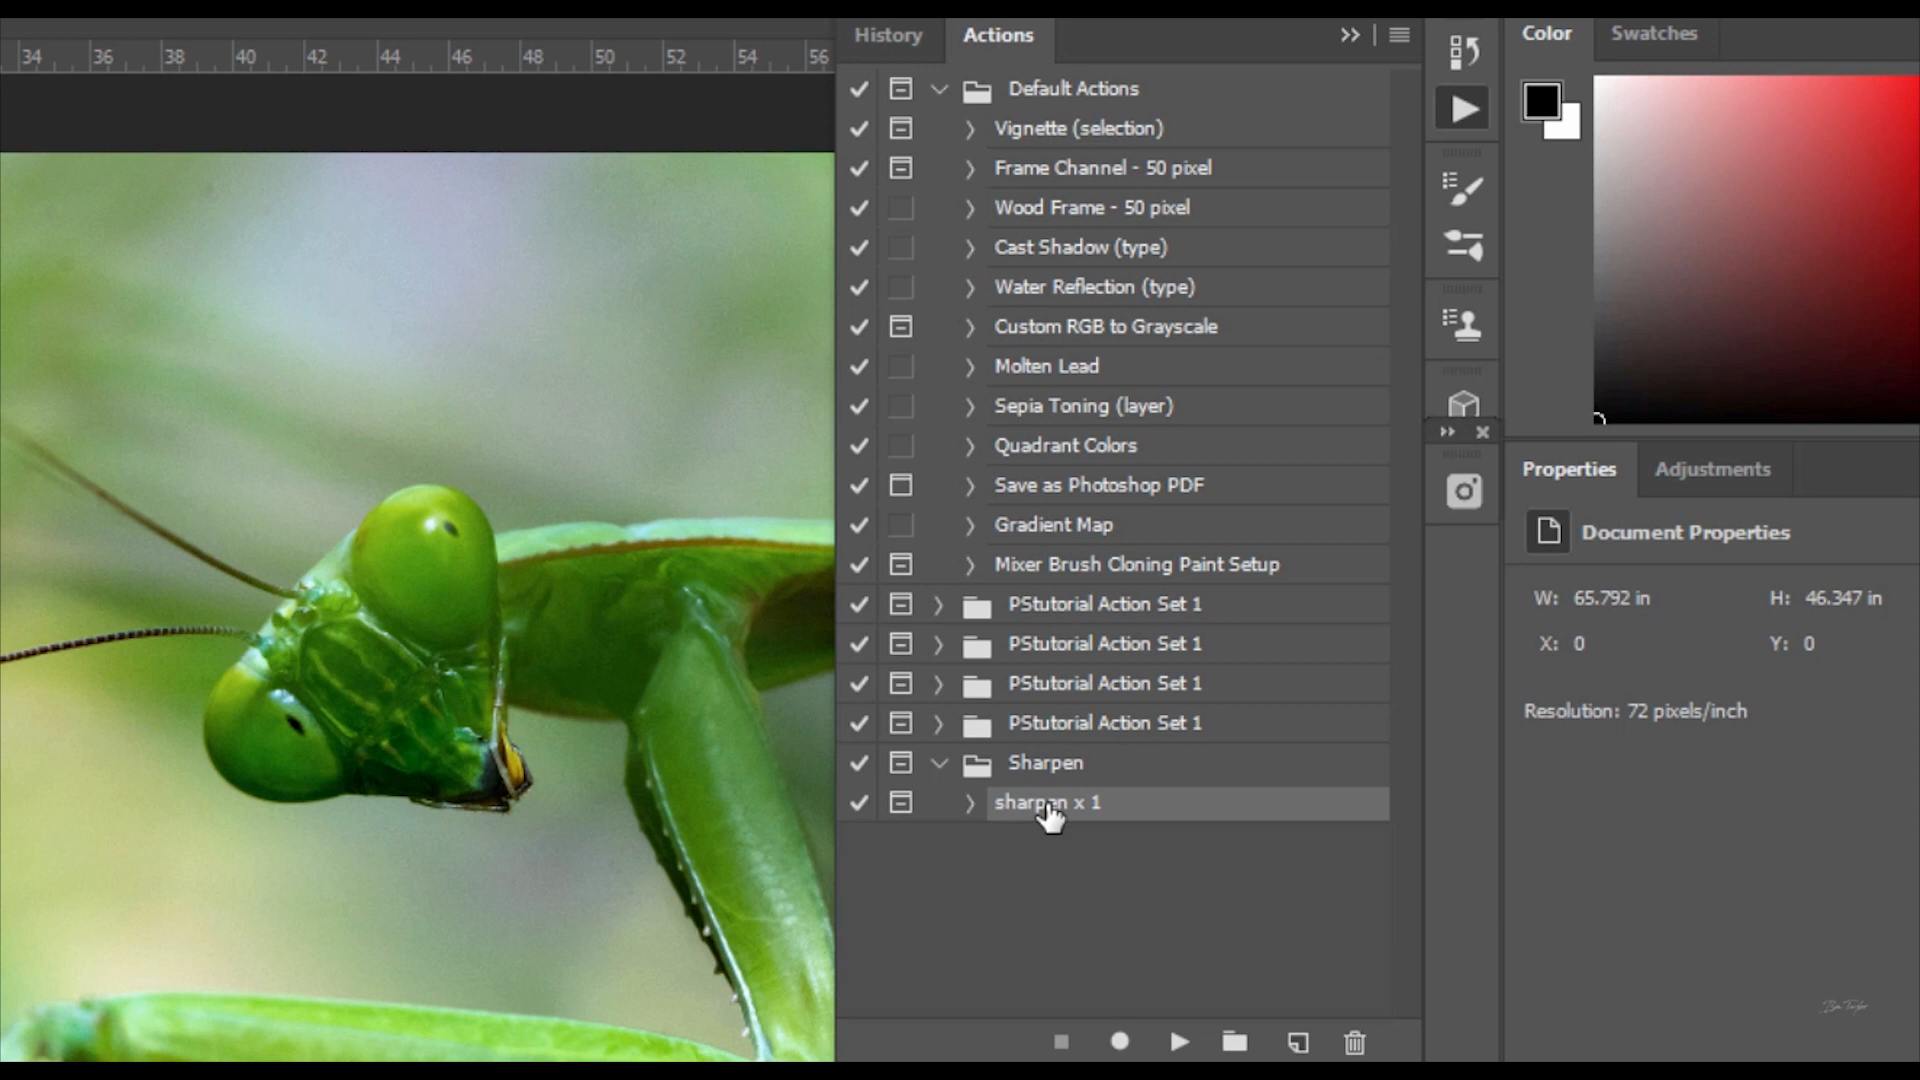 History Actions
Color Swatches
34 36 38 40 42 44 46 48 50 52 54 56
Default Actions
Vignette (selection)
Frame Channel - 50 pixel
Wood Frame - 50 pixel
Cast Shadow (type)
Water Reflection (type)
Custom RGB to Grayscale
Molten Lead
Sepia Toning (layer)
Quadrant Colors
Save as Photoshop PDF
Gradient Map
Mixer Brush Cloning Paint Setup
PStutorial Action Set 1
PStutorial Action Set 1
PStutorial Action Set 1
PStutorial Action Set 1
Sharpen
sharpen x 1
Properties Adjustments
Document Properties
W: 65.792 in H: 46.347 in
X: 0 Y: 0
Resolution: 72 pixels/inch